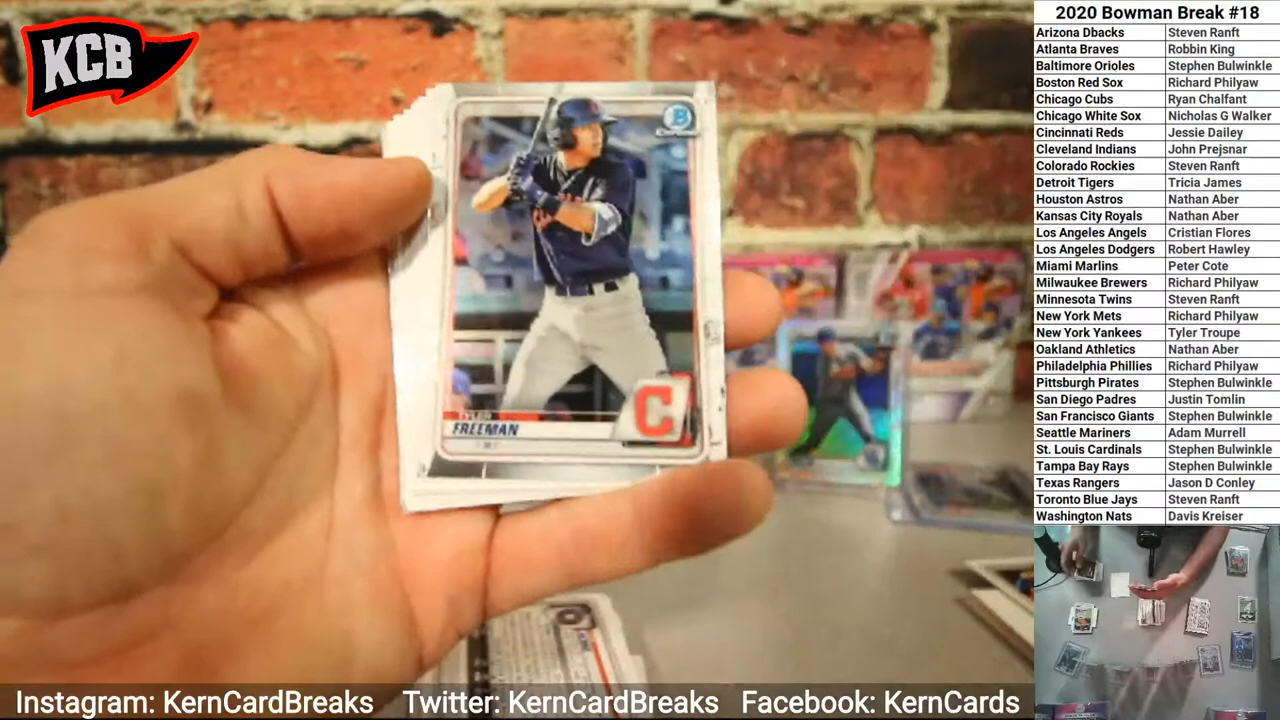 KCB
B
TYLER
FREEMAN
C
2020 Bowman Break #18
Arizona Dbacks Steven Ranft
Atlanta Braves Robbin King
Baltimore Orioles Stephen Bulwinkle
Boston Red Sox Richard Philyaw
Chicago Cubs Ryan Chalfant
Chicago White Sox Nicholas G Walker
Cincinnati Reds Jessie Dailey
Cleveland Indians John Prejsnar
Colorado Rockies Steven Ranft
Detroit Tigers Tricia James
Houston Astros Nathan Aber
Kansas City Royals Nathan Aber
Los Angeles Angels Cristian Flores
Los Angeles Dodgers Robert Hawley
Miami Marlins Peter Cote
Milwaukee Brewers Richard Philyaw
Minnesota Twins Steven Ranft
New York Mets Richard Philyaw
New York Yankees Tyler Troupe
Oakland Athletics Nathan Aber
Philadelphia Phillies Richard Philyaw
Pittsburgh Pirates Stephen Bulwinkle
San Diego Padres Justin Tomlin
San Francisco Giants Stephen Bulwinkle
Seattle Mariners Adam Murrell
St. Louis Cardinals Stephen Bulwinkle
Tampa Bay Rays Stephen Bulwinkle
Texas Rangers Jason D Conley
Toronto Blue Jays Steven Ranft
Washington Nats Davis Kreiser
Instagram: KernCardBreaks Twitter: KernCardBreaks Facebook: KernCards